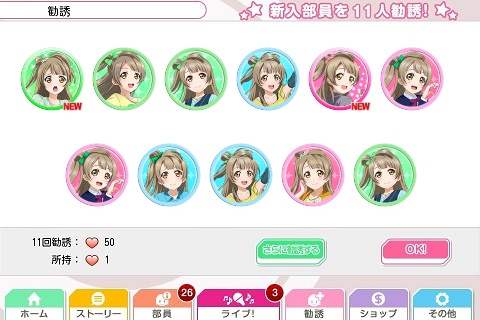 勧誘
新入部員を11人勧誘!
NEW
NEW
11回勧誘: 50
所持: 1
さらに勧誘する
OK!
26
3
ホーム
ストーリー
部員
ライブ!
勧誘
ショップ
その他